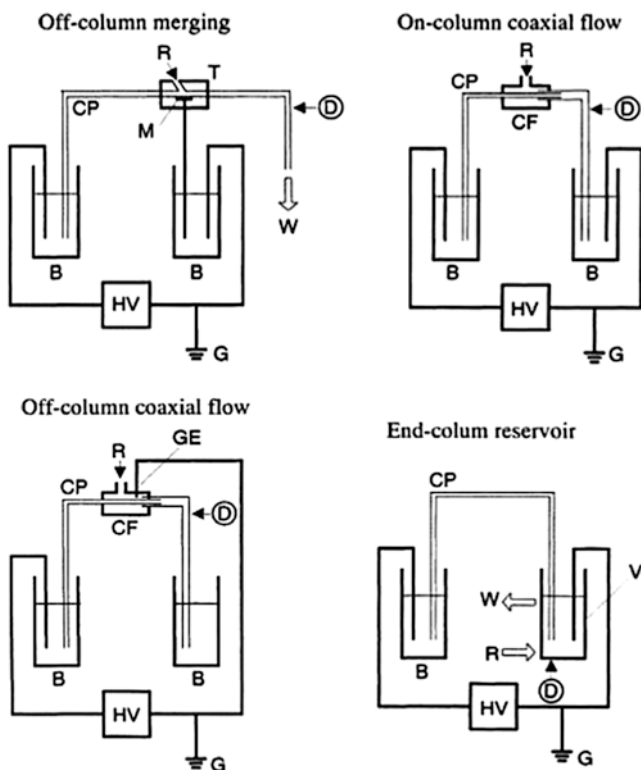 Off-column merging
R
T
CP
D
M
W
B
B
HV
G
On-column coaxial flow
R
CP
D
CF
B
B
HV
G
Off-column coaxial flow
GE
R
CP
D
CF
B
B
HV
G
End-colum reservoir
CP
V
W
R
B
D
HV
G